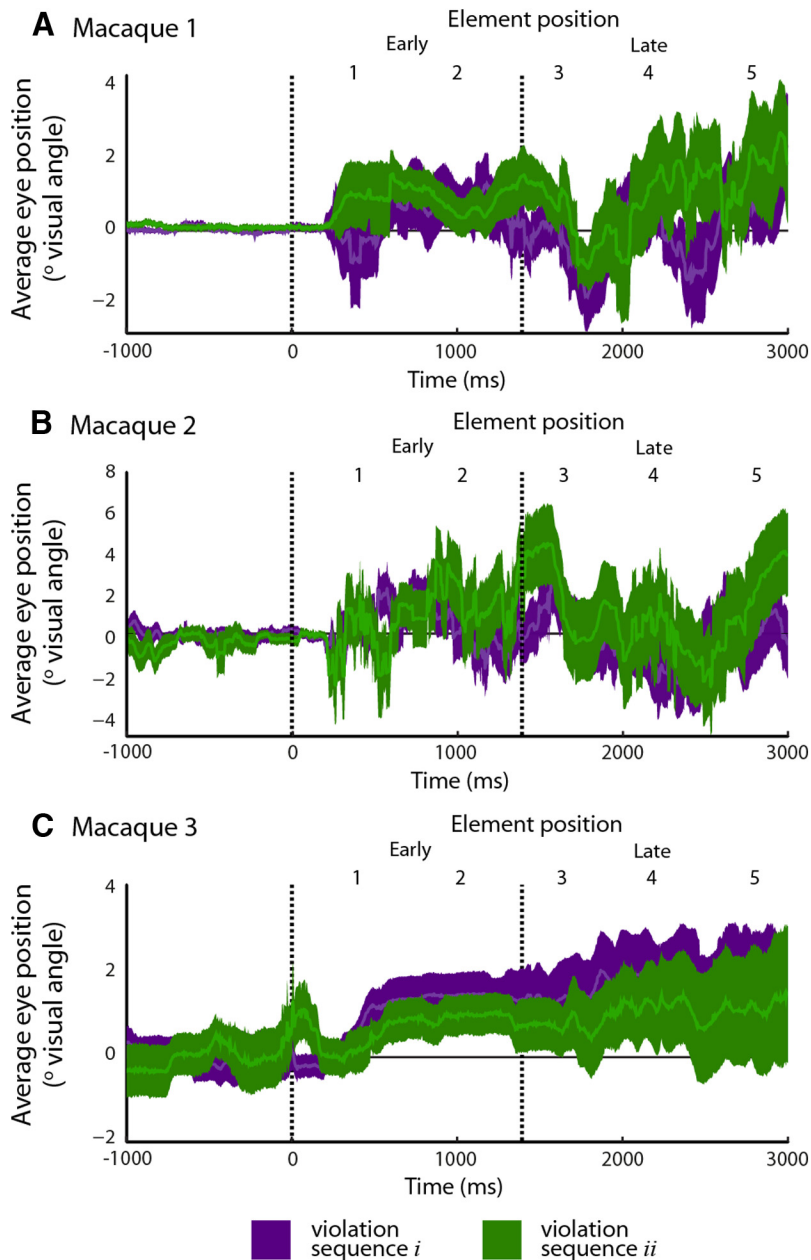 A Macaque 1
Element position
Early Late
1 2 3 4 5
Average eye position
(º visual angle)
4
2
0
−2
-1000 0 1000 2000 3000
Time (ms)
B Macaque 2
Element position
Early Late
1 2 3 4 5
Average eye position
(º visual angle)
8
6
4
2
0
−2
−4
-1000 0 1000 2000 3000
Time (ms)
C Macaque 3
Element position
Early Late
1 2 3 4 5
Average eye position
(º visual angle)
4
2
0
−2
-1000 0 1000 2000 3000
Time (ms)
violation violation
sequence i sequence ii